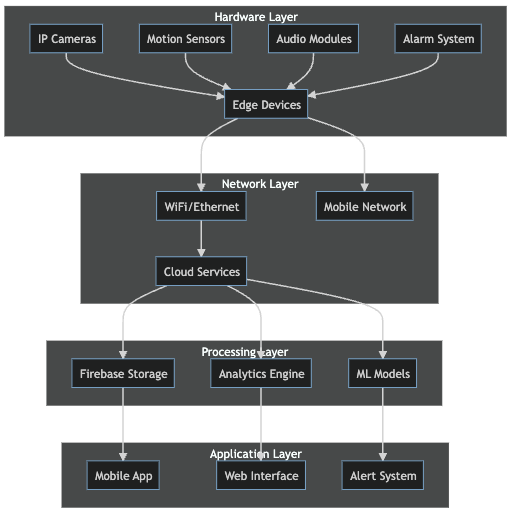 Hardware Layer
IP Cameras
Motion Sensors
Audio Modules
Alarm System
Edge Devices
Network Layer
WiFi/Ethernet
Mobile Network
Cloud Services
Processing Layer
Firebase Storage
Analytics Engine
ML Models
Application Layer
Mobile App
Web Interface
Alert System